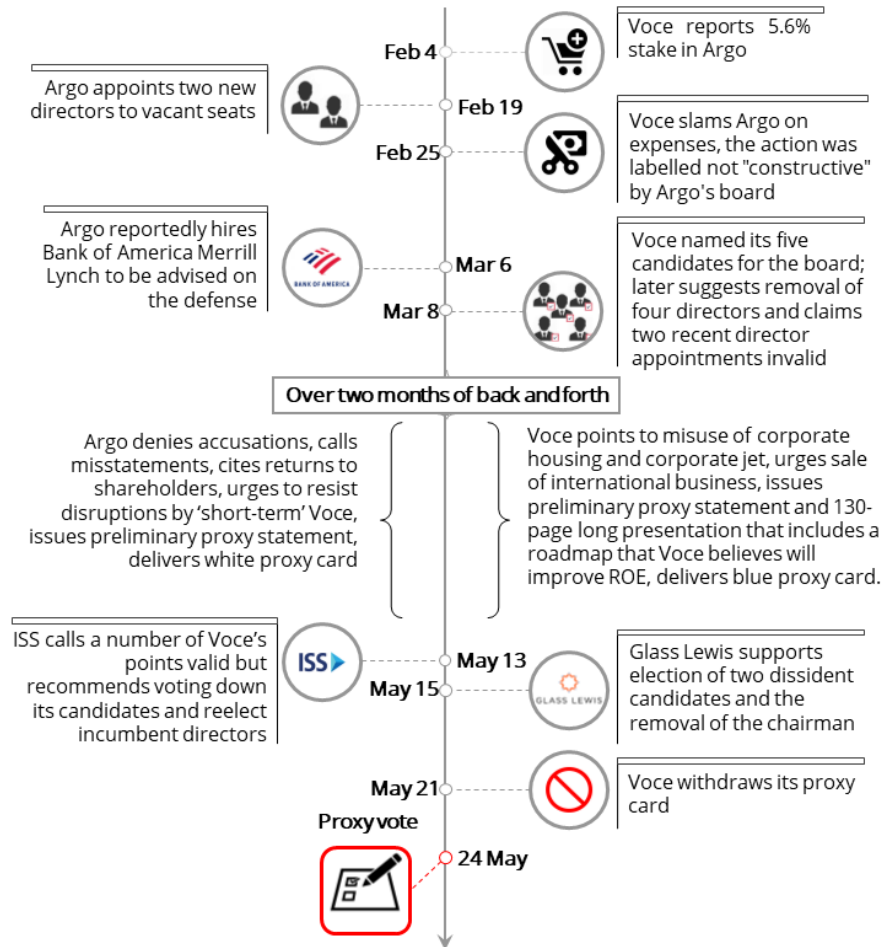 Feb 4
Voce reports 5.6%
stake in Argo
Argo appoints two new
directors to vacant seats
Feb 19
Feb 25
Voce slams Argo on
expenses, the action was
labelled not "constructive"
by Argo's board
Argo reportedly hires
Bank of America Merrill
Lynch to be advised on
the defense
BANK OF AMERICA
Mar 6
Mar 8
Voce named its five
candidates for the board;
later suggests removal of
four directors and claims
two recent director
appointments invalid
Over two months of back and forth
Argo denies accusations, calls
misstatements, cites returns to
shareholders, urges to resist
disruptions by ‘short-term’ Voce,
issues preliminary proxy statement,
delivers white proxy card
Voce points to misuse of corporate
housing and corporate jet, urges sale
of international business, issues
preliminary proxy statement and 130-
page long presentation that includes a
roadmap that Voce believes will
improve ROE, delivers blue proxy card.
ISS calls a number of Voce’s
points valid but
recommends voting down
its candidates and reelect
incumbent directors
ISS
May 13
May 15
GLASS LEWIS
Glass Lewis supports
election of two dissident
candidates and the
removal of the chairman
May 21
Voce withdraws its proxy
card
Proxy vote
24 May